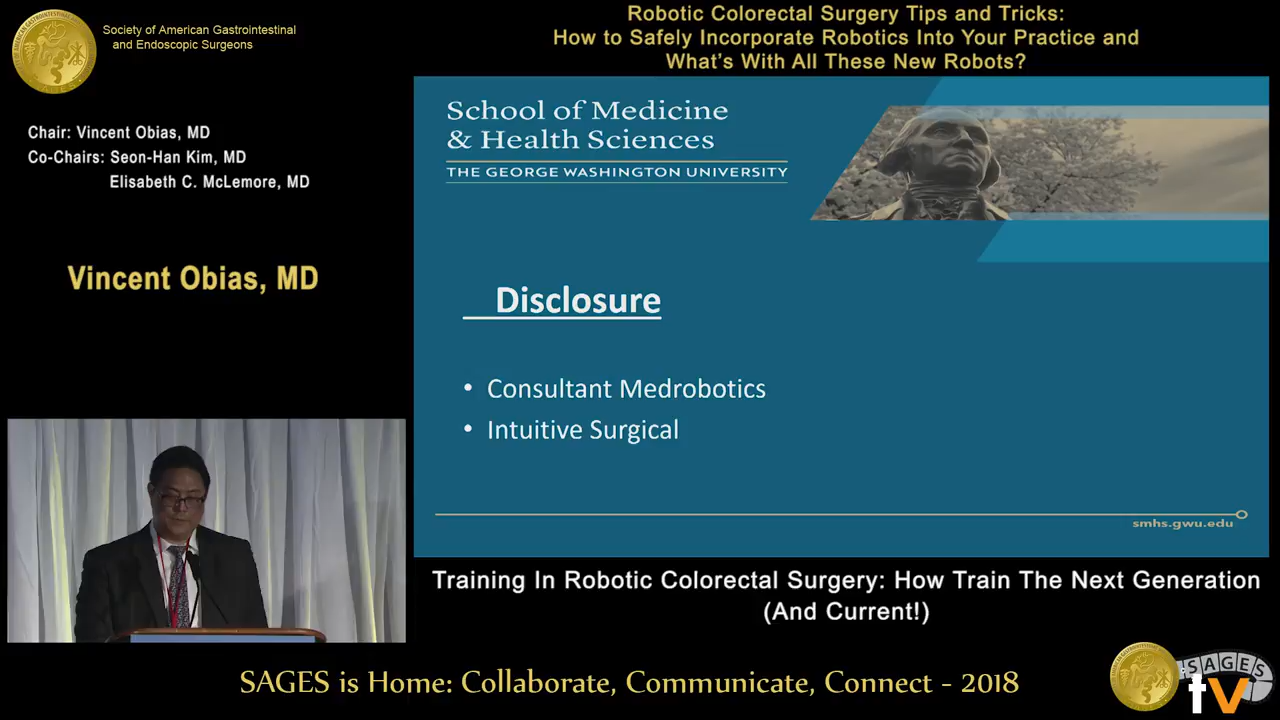 Society of American Gastrointestinal
and Endoscopic Surgeons
Robotic Colorectal Surgery Tips and Tricks:
How to Safely Incorporate Robotics Into Your Practice and
What's With All These New Robots?
Chair: Vincent Obias, MD
Co-Chairs: Seon-Han Kim, MD
Elisabeth C. McLemore, MD
Vincent Obias, MD
School of Medicine
& Health Sciences
THE GEORGE WASHINGTON UNIVERSITY
Disclosure
• Consultant Medrobotics
• Intuitive Surgical
smhs.gwu.edu
Training In Robotic Colorectal Surgery: How Train The Next Generation
(And Current!)
SAGES is Home: Collaborate, Communicate, Connect - 2018
SAGES
tv